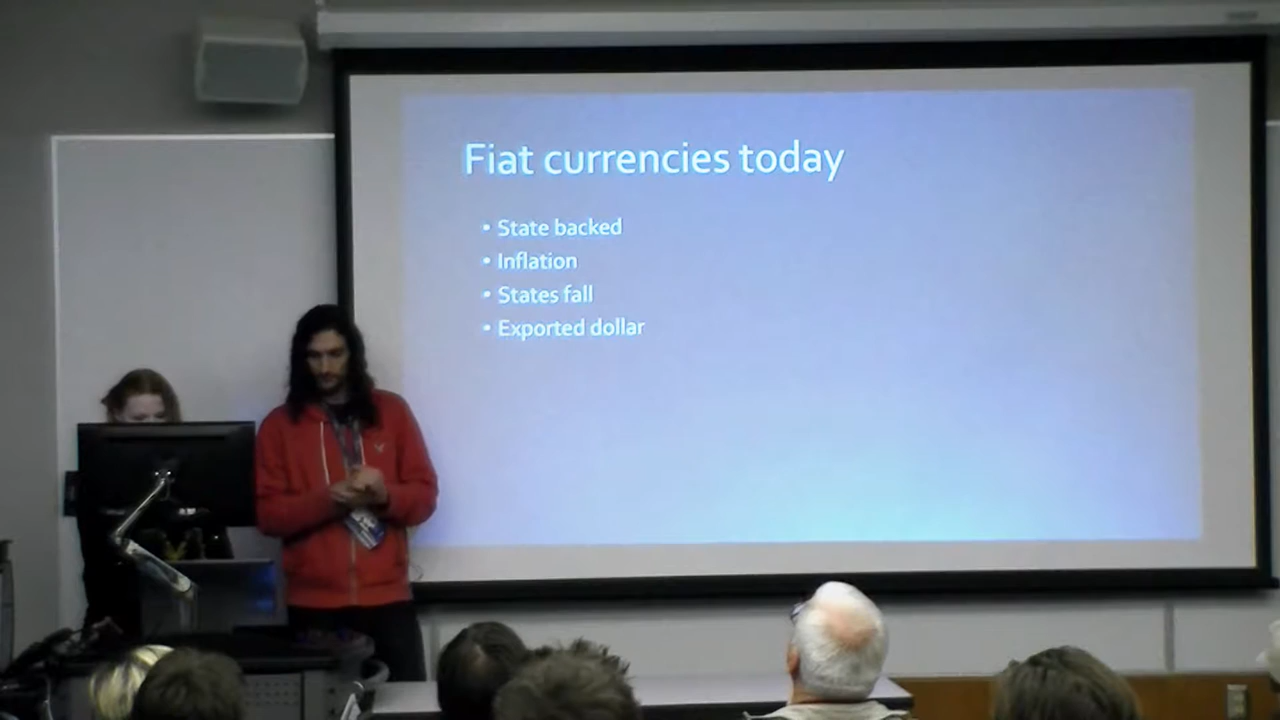 Fiat currencies today
• State backed
• Inflation
• States fall
• Exported dollar